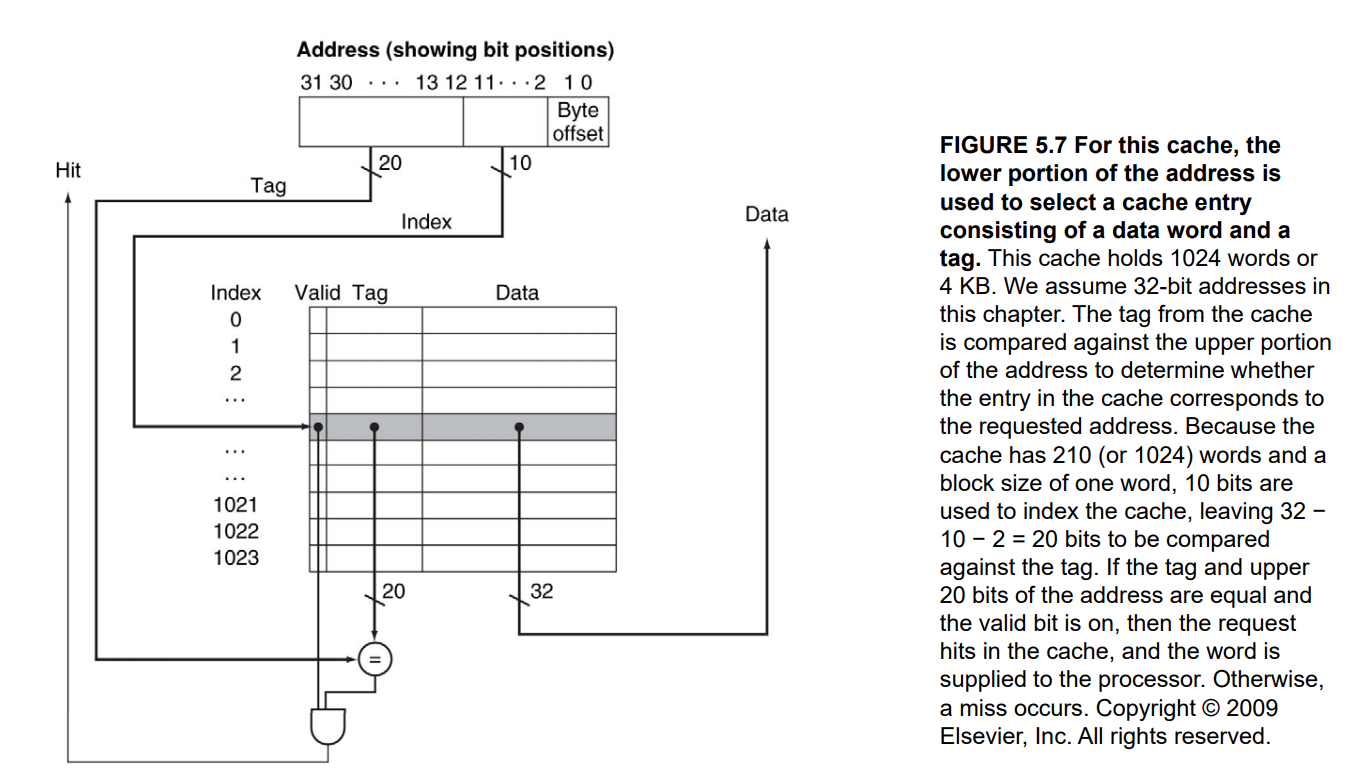 Address (showing bit positions)
31 30 ··· 13 12 11···2 1 0
Byte
offset
20
10
Hit
Tag
Index
Data
Index Valid Tag Data
0
1
2
...
...
...
1021
1022
1023
20
32
=
FIGURE 5.7 For this cache, the
lower portion of the address is
used to select a cache entry
consisting of a data word and a
tag. This cache holds 1024 words or
4 KB. We assume 32-bit addresses in
this chapter. The tag from the cache
is compared against the upper portion
of the address to determine whether
the entry in the cache corresponds to
the requested address. Because the
cache has 210 (or 1024) words and a
block size of one word, 10 bits are
used to index the cache, leaving 32 −
10 − 2 = 20 bits to be compared
against the tag. If the tag and upper
20 bits of the address are equal and
the valid bit is on, then the request
hits in the cache, and the word is
supplied to the processor. Otherwise,
a miss occurs. Copyright © 2009
Elsevier, Inc. All rights reserved.